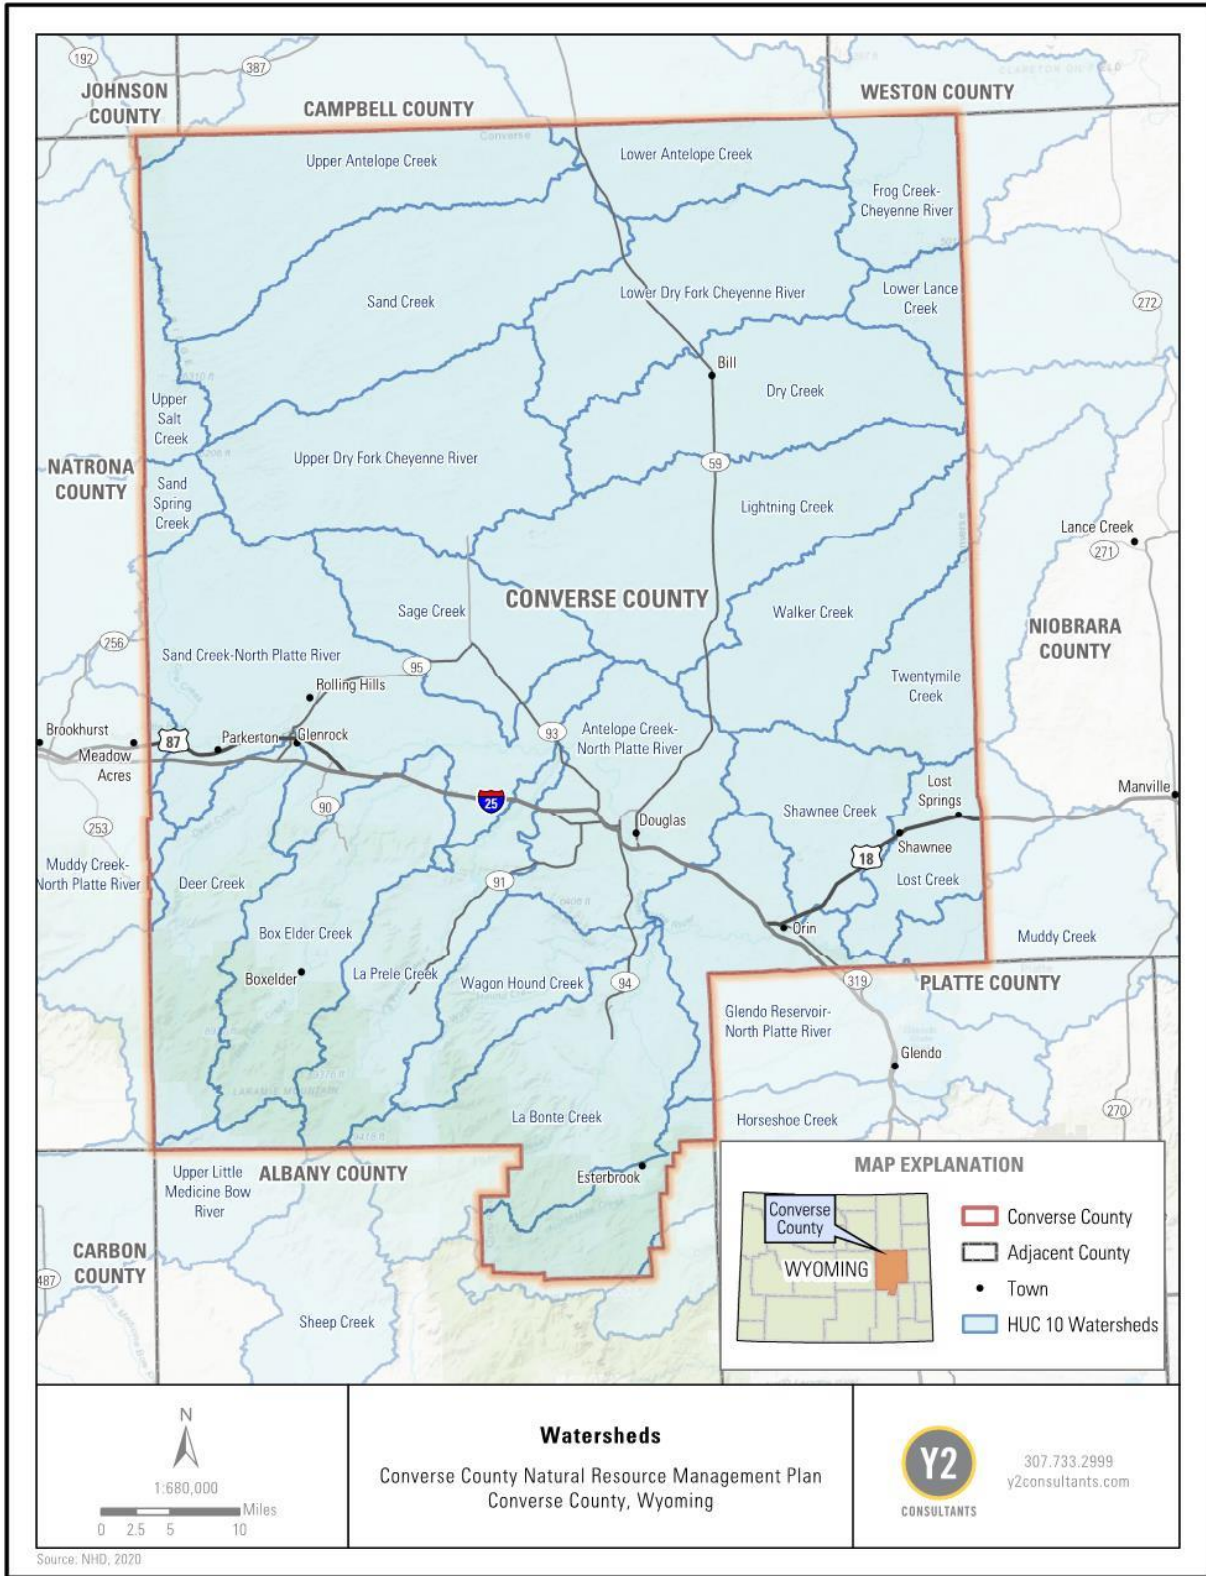 192
387
JOHNSON
COUNTY
CAMPBELL COUNTY
WESTON COUNTY
Converse
Upper Antelope Creek
Lower Antelope Creek
Frog Creek-
Cheyenne River
Sand Creek
Lower Dry Fork Cheyenne River
Lower Lance
Creek
272
Bill
Dry Creek
Upper
Salt
Creek
NATRONA
COUNTY
Upper Dry Fork Cheyenne River
59
Sand
Spring
Creek
Lightning Creek
Lance Creek
271
CONVERSE COUNTY
Sage Creek
Walker Creek
NIOBRARA
COUNTY
256
Sand Creek-North Platte River
95
Twentymile
Creek
Rolling Hills
Brookhurst
87
Parkerton
Glenrock
93
Antelope Creek-
North Platte River
Meadow
Acres
90
25
Lost
Springs
Manville
Shawnee Creek
Douglas
253
Shawnee
18
Muddy Creek-
North Platte River
Deer Creek
91
Lost Creek
Box Elder Creek
Orin
Muddy Creek
Boxelder
La Prele Creek
Wagon Hound Creek
94
319
PLATTE COUNTY
Glendo Reservoir-
North Platte River
Glendo
LARAMIE MOUNTAIN
La Bonte Creek
Horseshoe Creek
270
Upper Little
Medicine Bow
River
ALBANY COUNTY
Esterbrook
CARBON
COUNTY
487
Sheep Creek
MAP EXPLANATION
Converse
County
WYOMING
Converse County
Adjacent County
Town
HUC 10 Watersheds
N
1:680,000
Miles
0 2.5 5 10
Watersheds
Converse County Natural Resource Management Plan
Converse County, Wyoming
Y2
CONSULTANTS
307.733.2999
y2consultants.com
Source: NHD, 2020